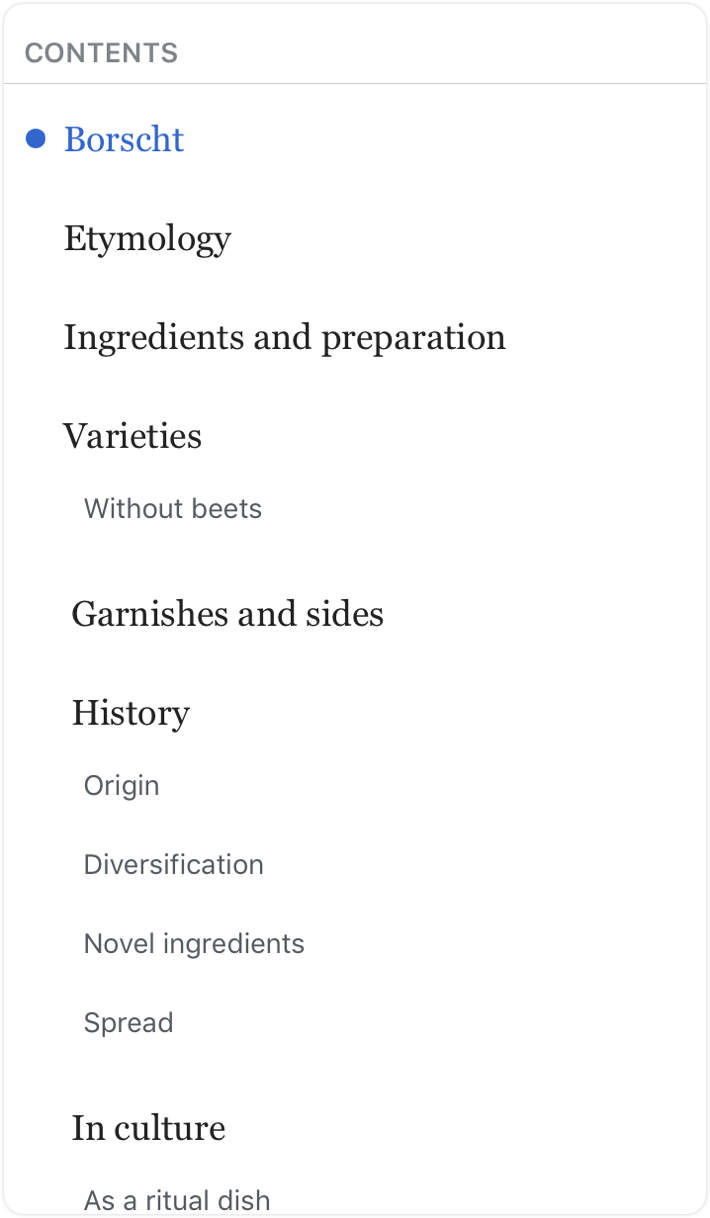 CONTENTS
Borscht
Etymology
Ingredients and preparation
Varieties
Without beets
Garnishes and sides
History
Origin
Diversification
Novel ingredients
Spread
In culture
As a ritual dish